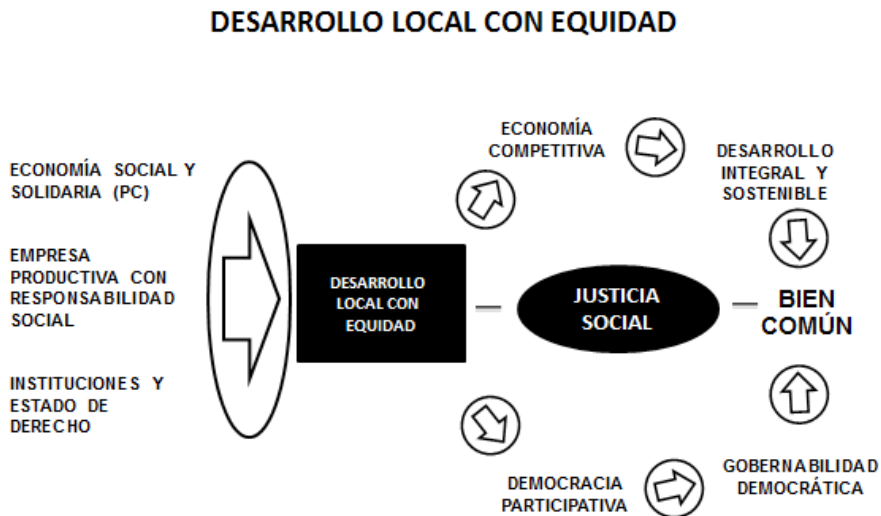 DESARROLLO LOCAL CON EQUIDAD
ECONOMÍA SOCIAL Y
SOLIDARIA (PC)
EMPRESA
PRODUCTIVA CON
RESPONSABILIDAD
SOCIAL
INSTITUCIONES Y
ESTADO DE
DERECHO
DESARROLLO
LOCAL CON
EQUIDAD
ECONOMÍA
COMPETITIVA
DESARROLLO
INTEGRAL Y
SOSTENIBLE
JUSTICIA
SOCIAL
BIEN
COMÚN
DEMOCRACIA
PARTICIPATIVA
GOBERNABILIDAD
DEMOCRÁTICA